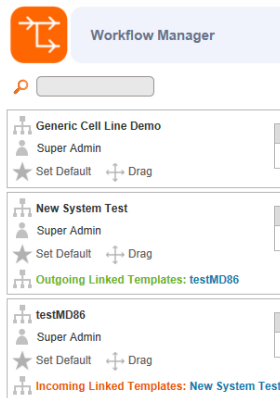 Workflow Manager
Generic Cell Line Demo
Super Admin
Set Default Drag
New System Test
Super Admin
Set Default Drag
Outgoing Linked Templates: testMD86
testMD86
Super Admin
Set Default Drag
Incoming Linked Templates: New System Test